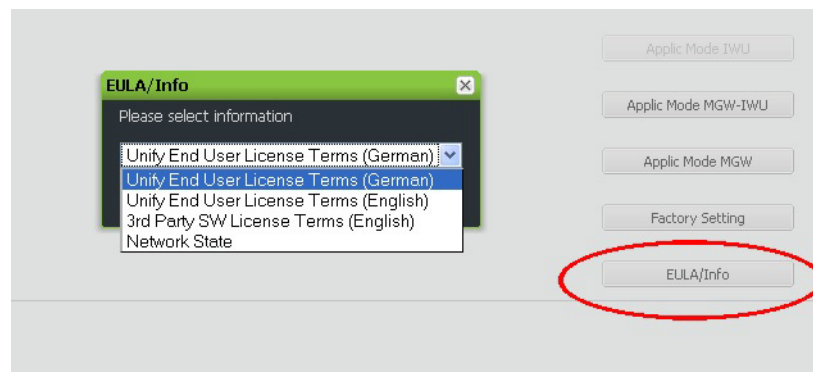 Applic Mode IWU
EULA/Info
Please select information
Applic Mode MGW-IWU
Unify End User License Terms (German)
Applic Mode MGW
Unify End User License Terms (German)
Unify End User License Terms (English)
3rd Party SW License Terms (English)
Network State
Factory Setting
EULA/Info